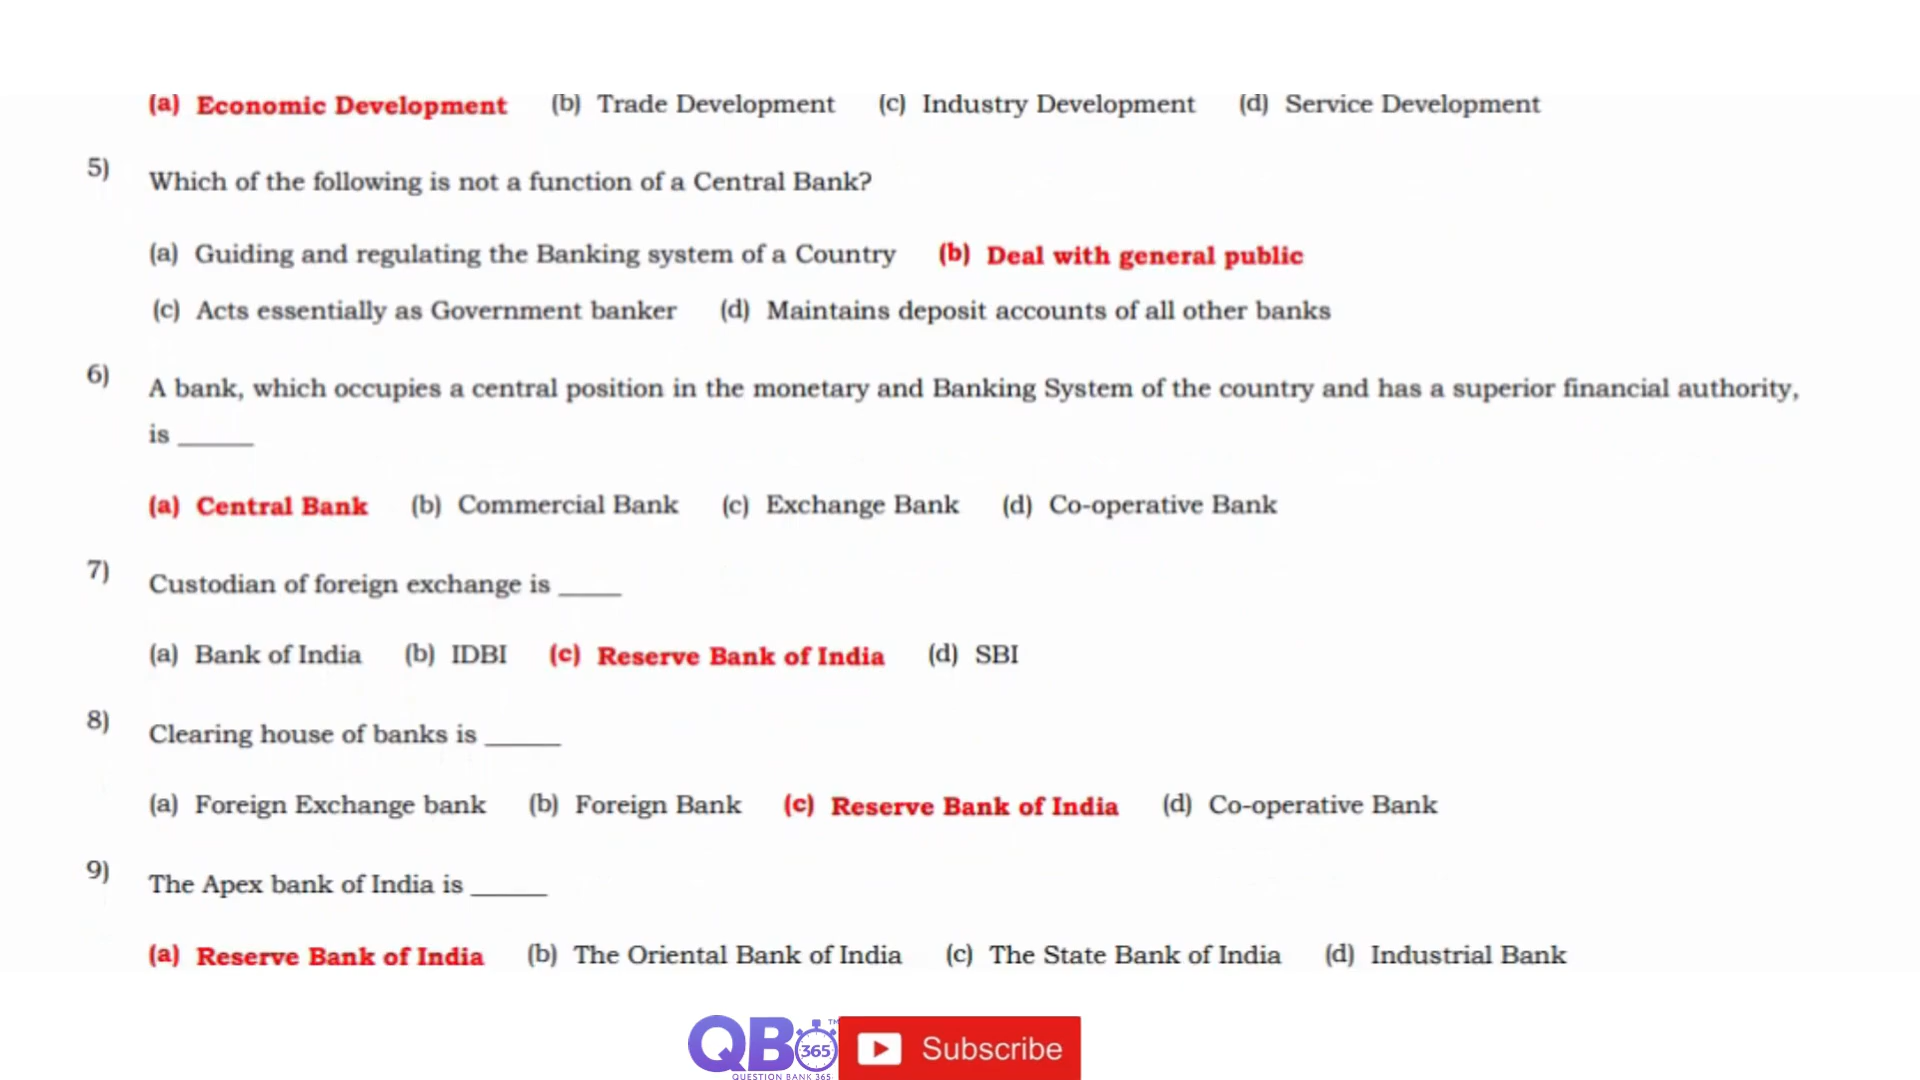 (a) Economic Development (b) Trade Development (c) Industry Development (d) Service Development
5) Which of the following is not a function of a Central Bank?
(a) Guiding and regulating the Banking system of a Country (b) Deal with general public
(c) Acts essentially as Government banker (d) Maintains deposit accounts of all other banks
6) A bank, which occupies a central position in the monetary and Banking System of the country and has a superior financial authority,
is ______
(a) Central Bank (b) Commercial Bank (c) Exchange Bank (d) Co-operative Bank
7) Custodian of foreign exchange is _____
(a) Bank of India (b) IDBI (c) Reserve Bank of India (d) SBI
8) Clearing house of banks is ______
(a) Foreign Exchange bank (b) Foreign Bank (c) Reserve Bank of India (d) Co-operative Bank
9) The Apex bank of India is ______
(a) Reserve Bank of India (b) The Oriental Bank of India (c) The State Bank of India (d) Industrial Bank
QB 365 TM
QUESTION BANK 365
Subscribe